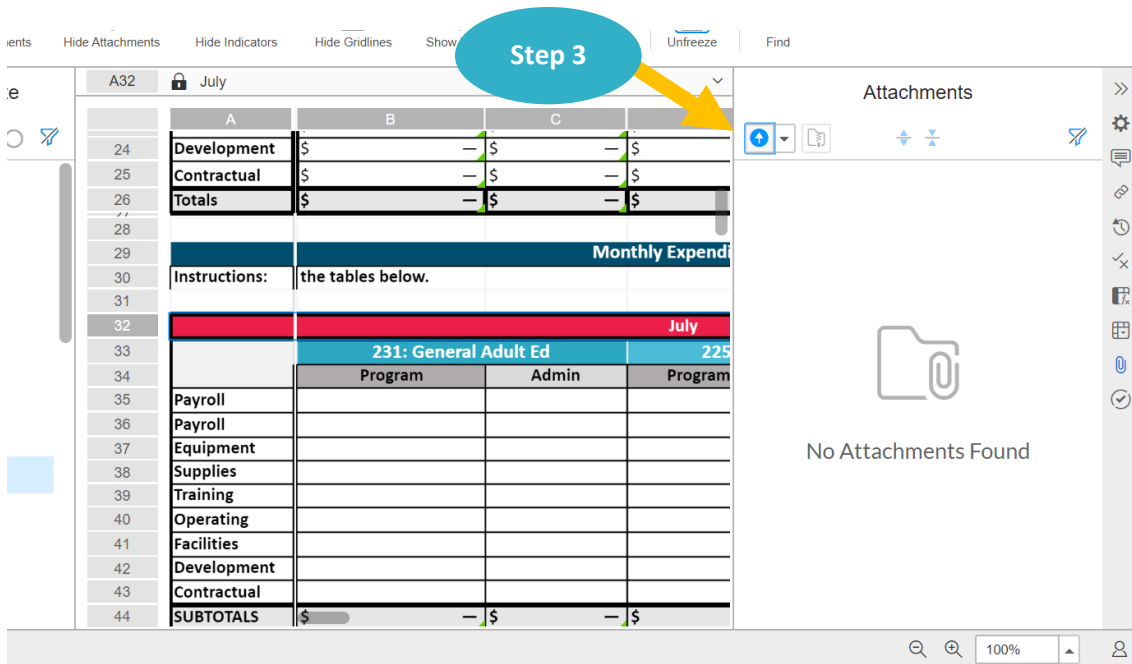 ents Hide Attachments Hide Indicators Hide Gridlines Show Unfreeze Find
Step 3
te
A32 July
Attachments
A B C
24 Development $ — $ — $
25 Contractual $ — $ — $
26 Totals $ — $ — $
27
28
29 Monthly Expendi
30 Instructions: the tables below.
31
32 July
33 231: General Adult Ed 225
34 Program Admin Program
35 Payroll
36 Payroll
37 Equipment
38 Supplies
39 Training
40 Operating
41 Facilities
42 Development
43 Contractual
44 SUBTOTALS $ — $ — $
No Attachments Found
100%